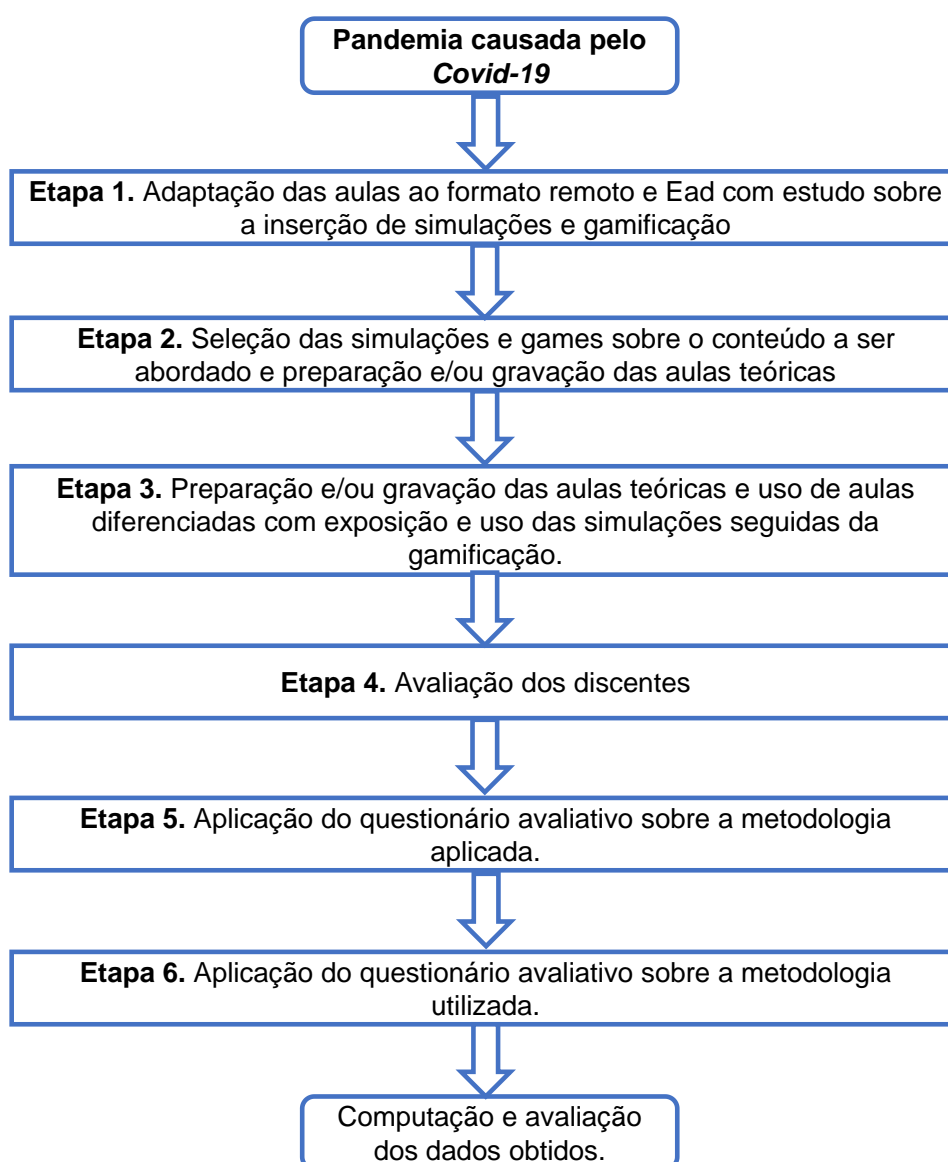 Pandemia causada pelo
Covid-19
Etapa 1. Adaptação das aulas ao formato remoto e Ead com estudo sobre
a inserção de simulações e gamificação
Etapa 2. Seleção das simulações e games sobre o conteúdo a ser
abordado e preparação e/ou gravação das aulas teóricas
Etapa 3. Preparação e/ou gravação das aulas teóricas e uso de aulas
diferenciadas com exposição e uso das simulações seguidas da
gamificação.
Etapa 4. Avaliação dos discentes
Etapa 5. Aplicação do questionário avaliativo sobre a metodologia
aplicada.
Etapa 6. Aplicação do questionário avaliativo sobre a metodologia
utilizada.
Computação e avaliação
dos dados obtidos.